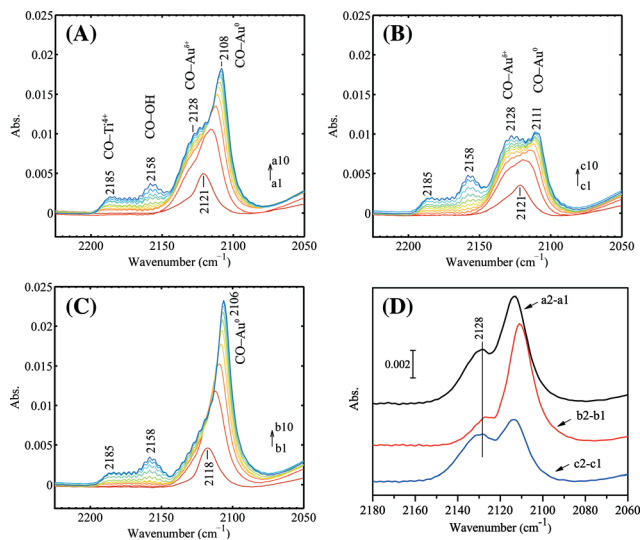 (A)
0.025
0.02
0.015
0.01
0.005
0
Abs.
CO–Ti4+
2185
CO–OH
2158
CO–Auδ+
2128
2108
CO–Au0
2121
a10
a1
2200
2150
2100
2050
Wavenumber (cm−1)
(B)
0.025
0.02
0.015
0.01
0.005
0
Abs.
2185
2158
CO–Auδ+
2128
CO–Au0
2111
2121
c10
c1
2200
2150
2100
2050
Wavenumber (cm−1)
(C)
0.025
0.02
0.015
0.01
0.005
0
Abs.
2185
2158
2106
CO–Au0
2118
b10
b1
2200
2150
2100
2050
Wavenumber (cm−1)
(D)
Abs.
0.002
2128
a2-a1
b2-b1
c2-c1
2180
2160
2140
2120
2100
2080
2060
Wavenumber (cm-1)